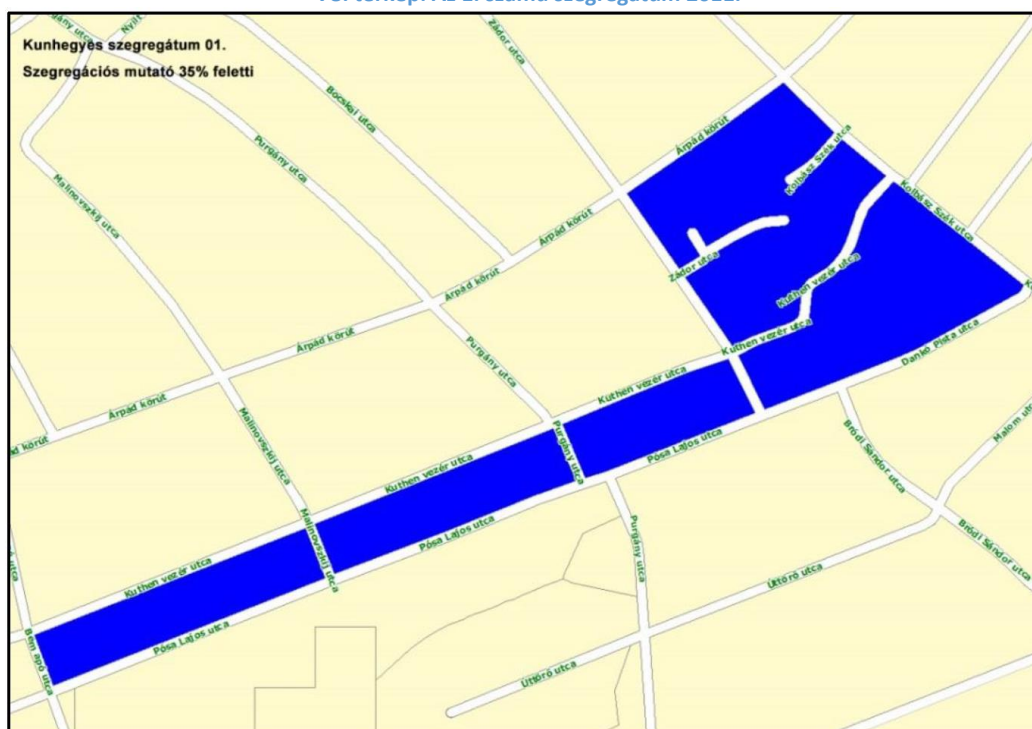 Kunhegyes szegregátum 01.
Szegregációs mutató 35% feletti
Nyílt
Zádor utca
Bocskai utca
Purgány utca
Malinovszkij utca
Árpád körút
Kolbász Szék utca
Kolbász Szék utca
Árpád körút
Árpád körút
Zádor utca
Kuthen vezér utca
Kuthen vezér utca
Árpád körút
Árpád körút
Purgány utca
Kuthen vezér utca
Dankó Pista utca
Malinovszkij utca
Purgány utca
Pósa Lajos utca
Bródi Sándor utca
Malom ut
Kuthen vezér utca
Malinovszkij utca
Pósa Lajos utca
Purgány utca
Bródi Sándor utca
Kuthen vezér utca
Úttörő utca
Bem apó utca
Pósa Lajos utca
Úttörő utca